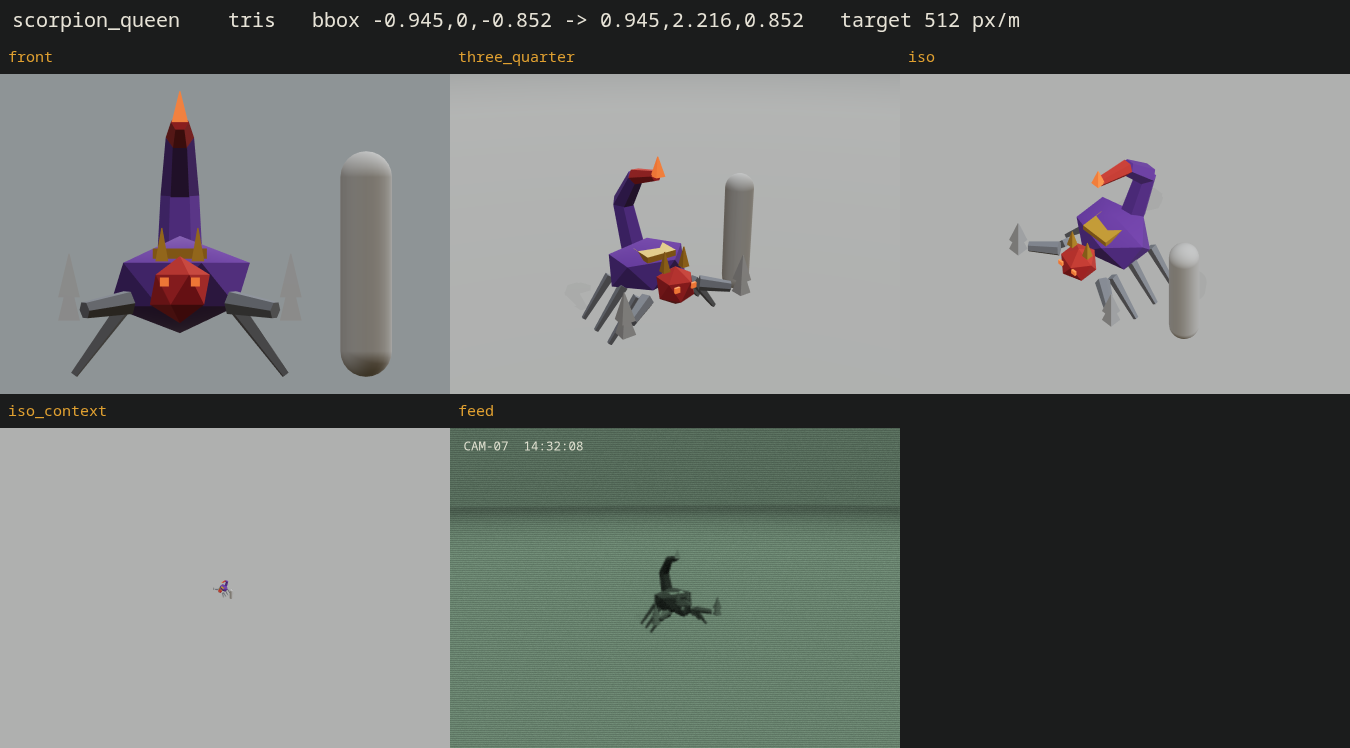 scorpion_queen tris bbox -0.945,0,-0.852 -> 0.945,2.216,0.852 target 512 px/m
front three_quarter iso
iso_context feed
CAM-07 14:32:08